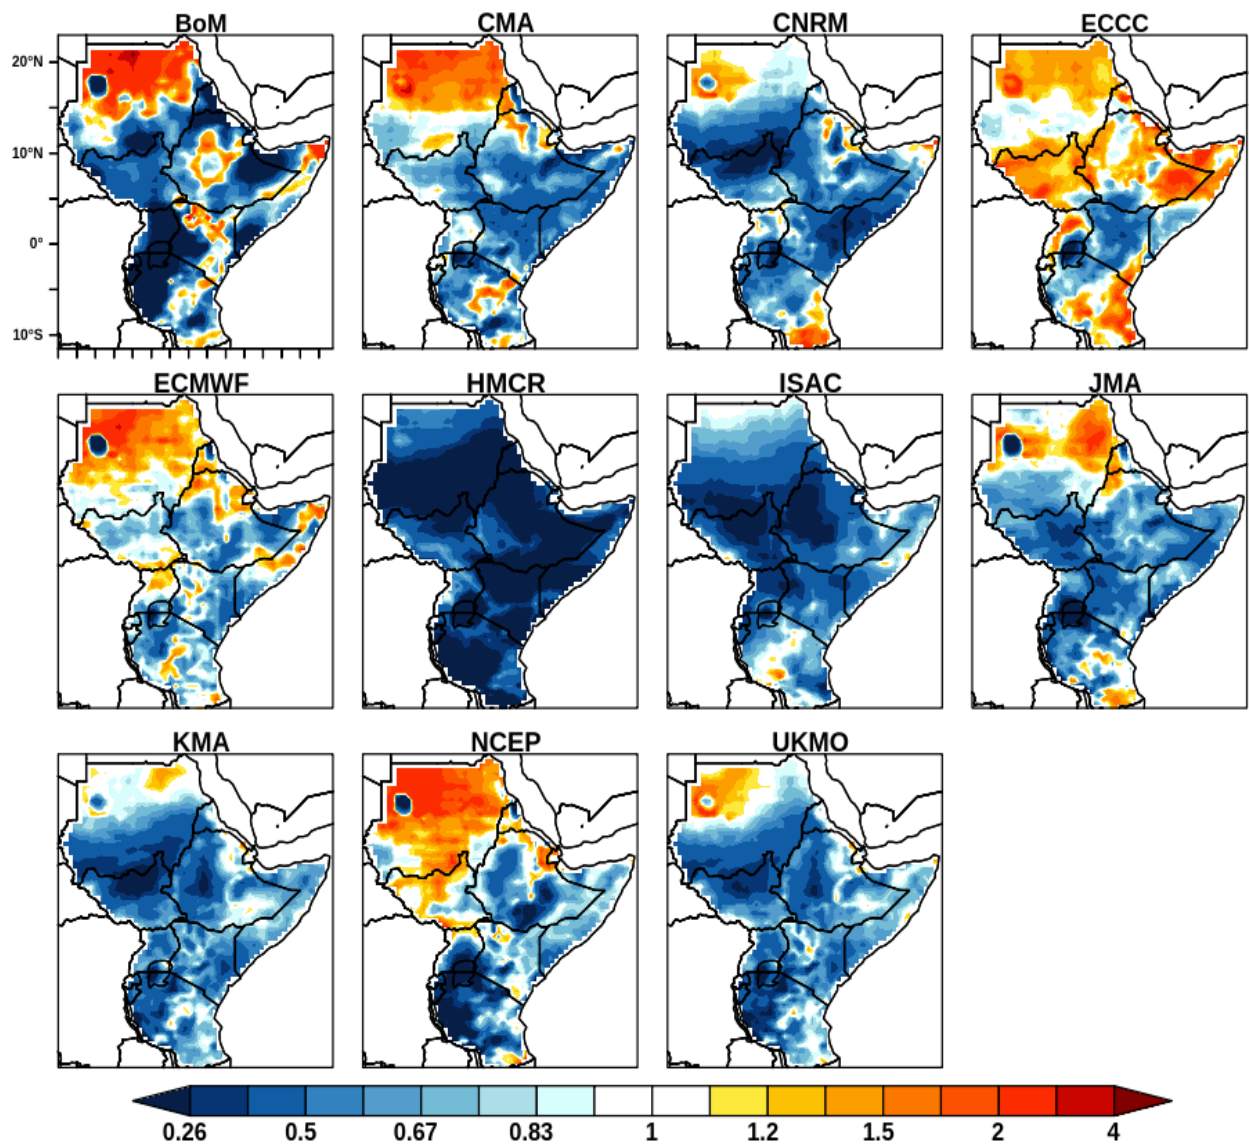 BoM CMA CNRM ECCC
20°N
10°N
0°
10°S
ECMWF HMCR ISAC JMA
KMA NCEP UKMO
0.26 0.5 0.67 0.83 1 1.2 1.5 2 4